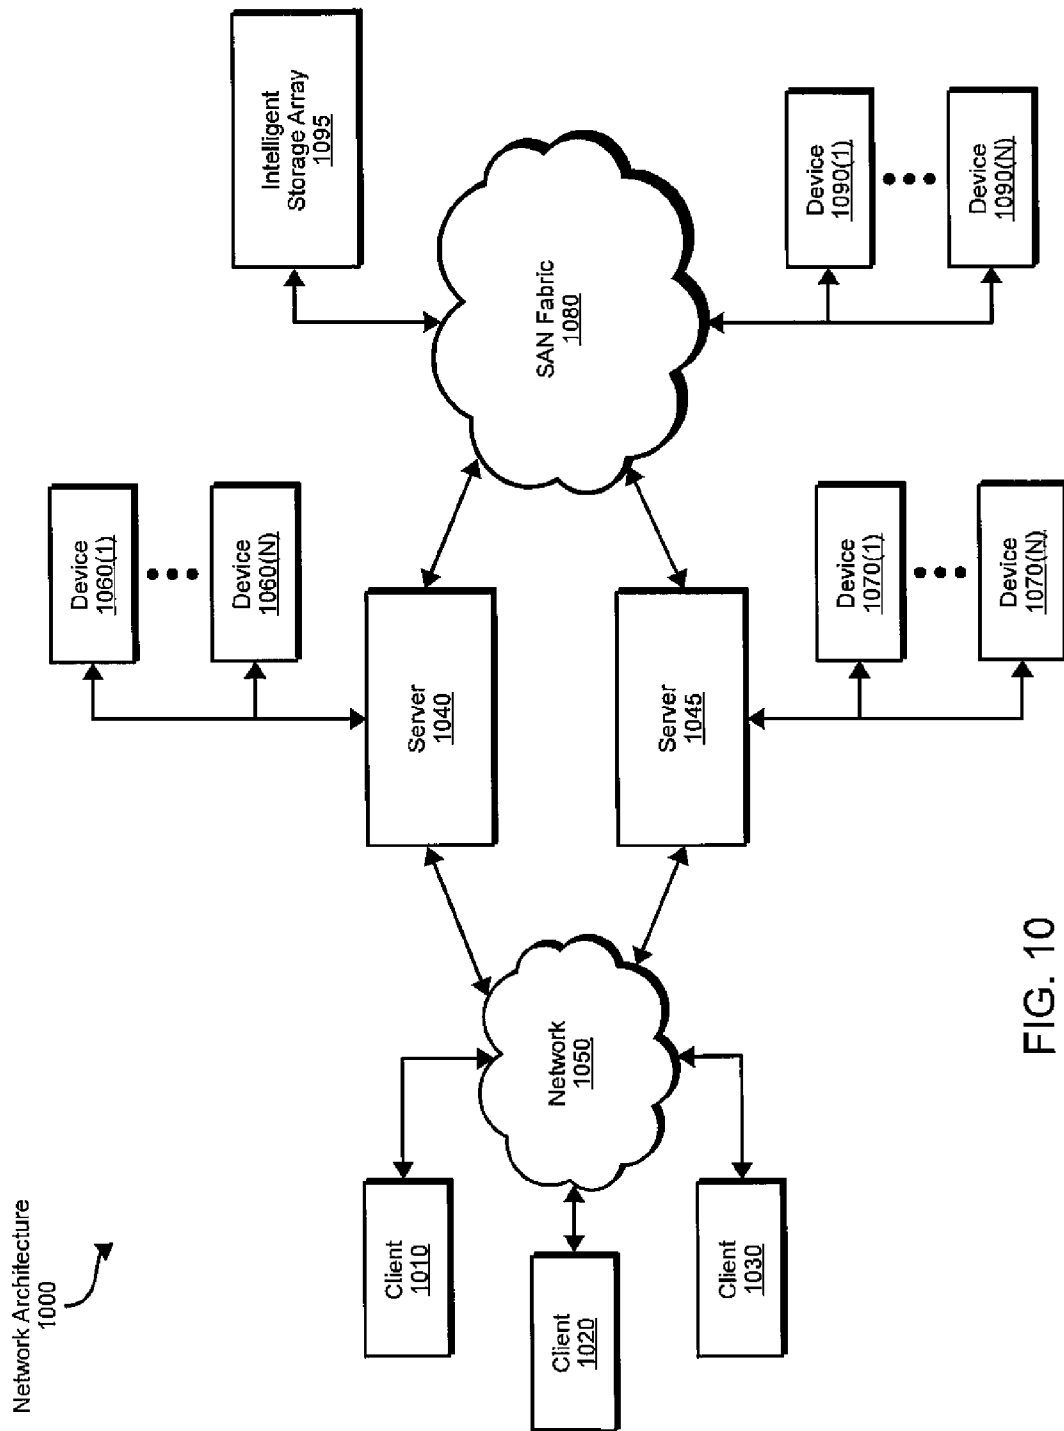 Network Architecture
1000
Client
1010
Client
1020
Client
1030
Network
1050
Server
1040
Server
1045
Device
1060(1)
Device
1060(N)
Device
1070(1)
Device
1070(N)
SAN Fabric
1080
Intelligent
Storage Array
1095
Device
1090(1)
Device
1090(N)
FIG. 10